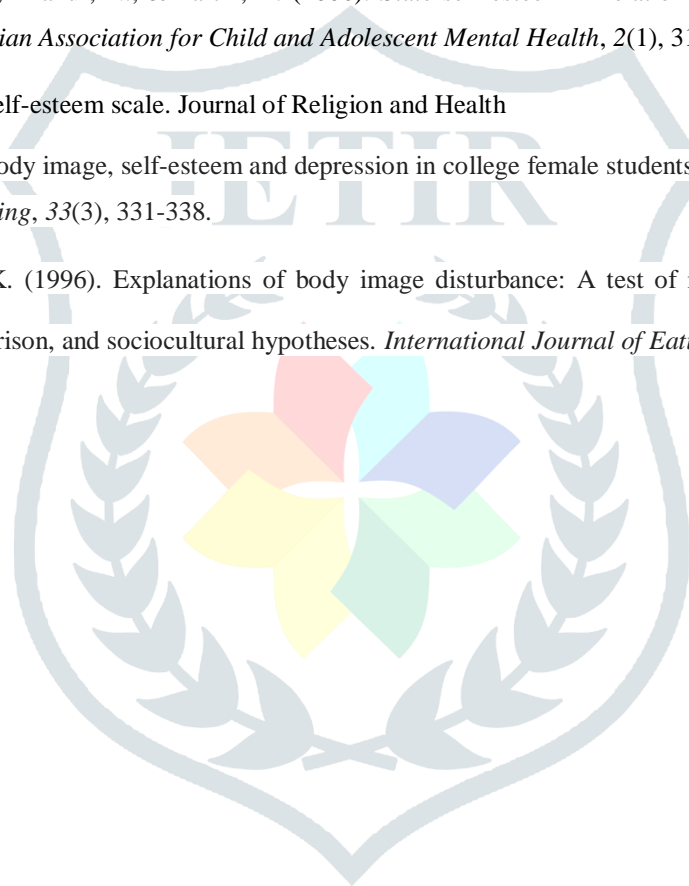 ian Association for Child and Adolescent Mental Health, 2(1), 31
elf-esteem scale. Journal of Religion and Health
JETIR
ody image, self-esteem and depression in college female students
ing, 33(3), 331-338.
K. (1996). Explanations of body image disturbance: A test of
rison, and sociocultural hypotheses. International Journal of Eati